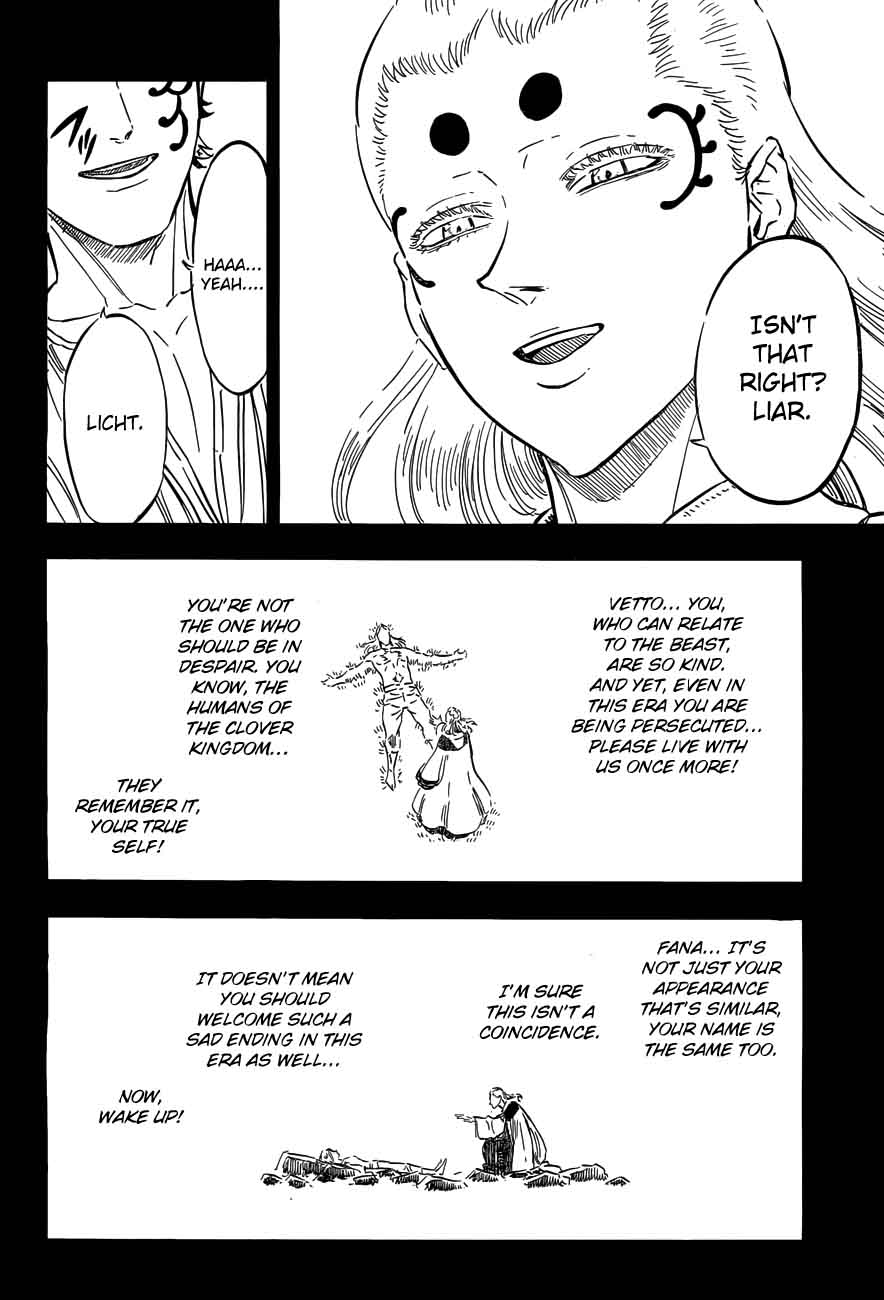 ISN'T
THAT
RIGHT?
LIAR.
HAAA...
YEAH....
LICHT.
VETTO... YOU,
WHO CAN RELATE
TO THE BEAST,
ARE SO KIND.
AND YET, EVEN IN
THIS ERA YOU ARE
BEING PERSECUTED...
PLEASE LIVE WITH
US ONCE MORE!
YOU'RE NOT
THE ONE WHO
SHOULD BE IN
DESPAIR. YOU
KNOW, THE
HUMANS OF
THE CLOVER
KINGDOM...
THEY
REMEMBER IT,
YOUR TRUE
SELF!
FANA... IT'S
NOT JUST YOUR
APPEARANCE
THAT'S SIMILAR,
YOUR NAME IS
THE SAME TOO.
I'M SURE
THIS ISN'T A
COINCIDENCE.
IT DOESN'T MEAN
YOU SHOULD
WELCOME SUCH A
SAD ENDING IN THIS
ERA AS WELL...
NOW,
WAKE UP!